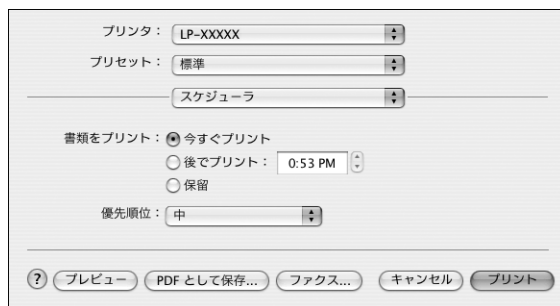 プリンタ： LP-XXXXX
プリセット： 標準
スケジューラ
書類をプリント： 今すぐプリント
後でプリント： 0:53 PM
保留
優先順位： 中
? プレビュー PDF として保存... ファクス... キャンセル プリント